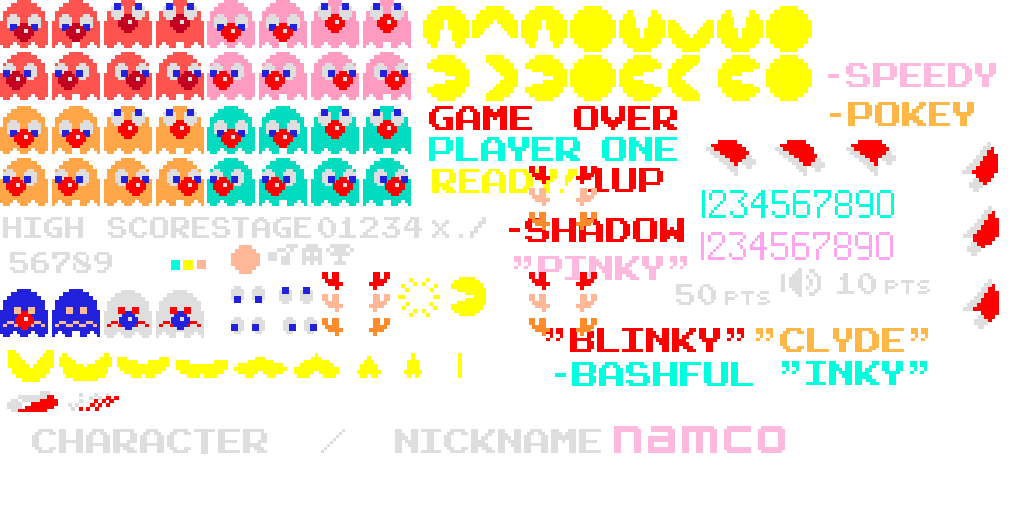 -SPEEDY
-POKEY
GAME OVER
PLAYER ONE
READY!
1UP
1234567890
HIGH SCORE STAGE 01234 X./
-SHADOW
1234567890
56789
"PINKY"
50 PTS
10 PTS
"BLINKY" "CLYDE"
-BASHFUL "INKY"
CHARACTER / NICKNAME namco